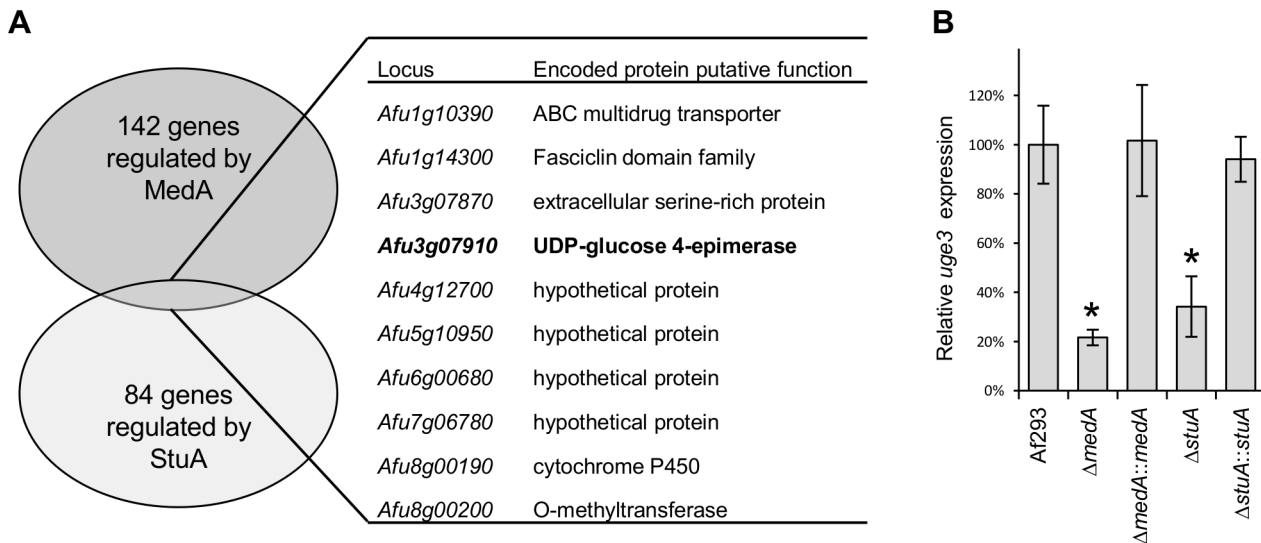 A
142 genes
regulated by
MedA
84 genes
regulated by
StuA
Locus Encoded protein putative function
Afu1g10390 ABC multidrug transporter
Afu1g14300 Fasciclin domain family
Afu3g07870 extracellular serine-rich protein
Afu3g07910 UDP-glucose 4-epimerase
Afu4g12700 hypothetical protein
Afu5g10950 hypothetical protein
Afu6g00680 hypothetical protein
Afu7g06780 hypothetical protein
Afu8g00190 cytochrome P450
Afu8g00200 O-methyltransferase
B
Relative uge3 expression
120%
100%
80%
60%
40%
20%
0%
*
*
Af293
ΔmedA
ΔmedA::medA
ΔstuA
ΔstuA::stuA